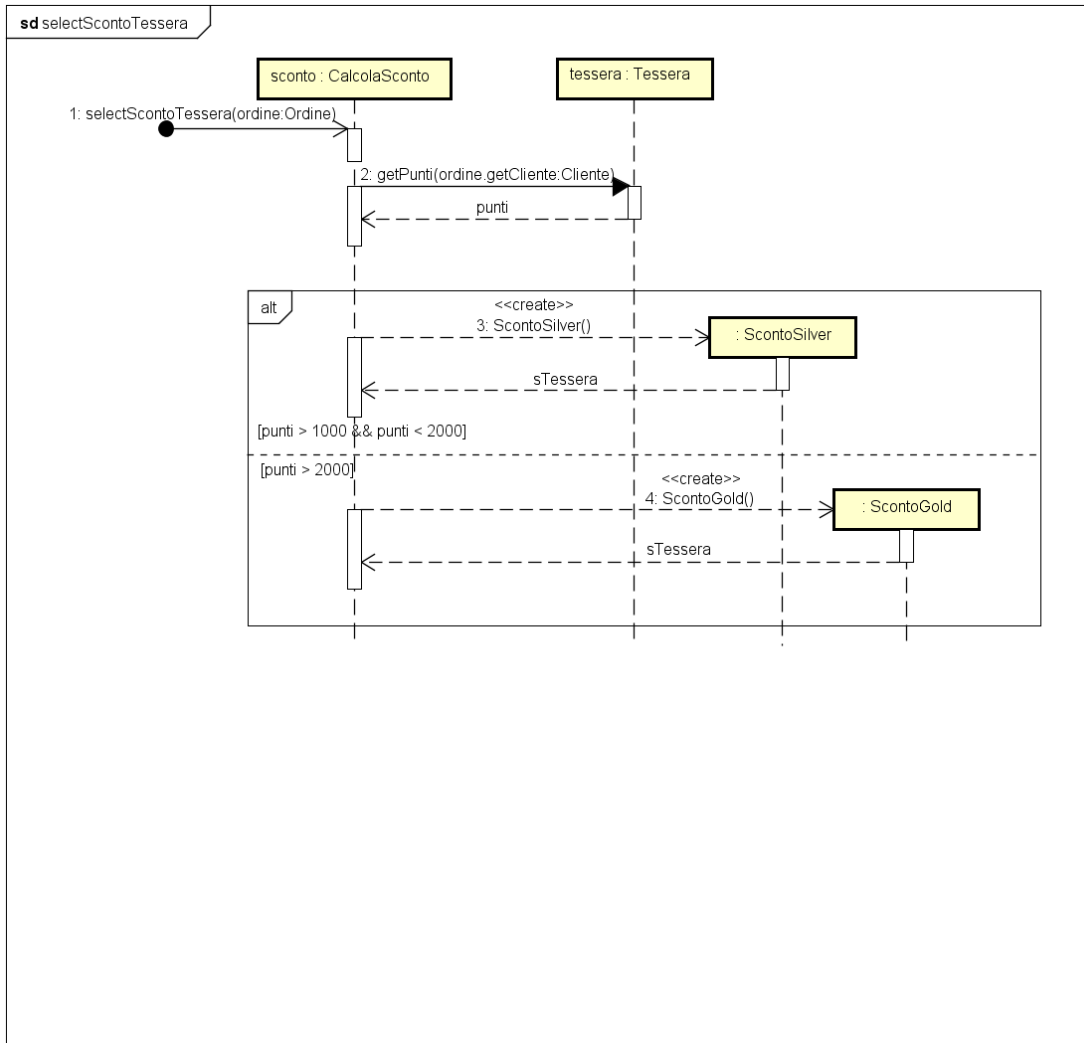 sd selectScontoTessera
sconto : CalcolaSconto
tessera : Tessera
1: selectScontoTessera(ordine:Ordine)
2: getPunti(ordine.getCliente:Cliente)
punti
alt
<<create>>
3: ScontoSilver()
: ScontoSilver
sTessera
[punti > 1000 && punti < 2000]
[punti > 2000]
<<create>>
4: ScontoGold()
: ScontoGold
sTessera